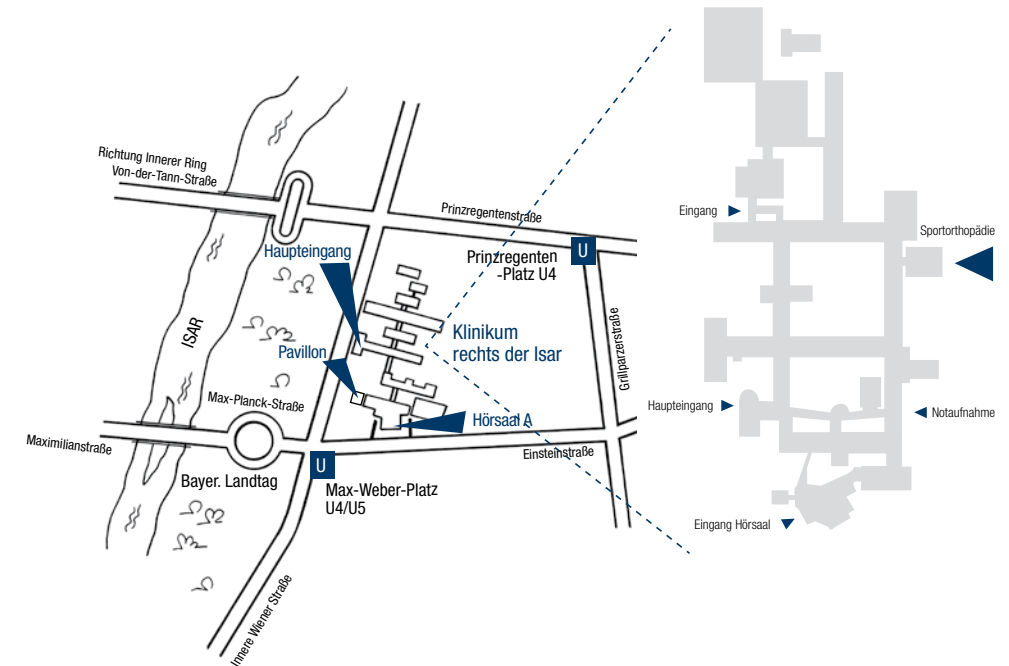 Richtung Innerer Ring
Von-der-Tann-Straße
Prinzregentenstraße
Haupteingang
U
Prinzregenten
-Platz U4
ISAR
Pavillon
Klinikum
rechts der Isar
Grillparzerstraße
Max-Planck-Straße
Hörsaal A
Maximilianstraße
Einsteinstraße
Bayer. Landtag
U
Max-Weber-Platz
U4/U5
Innere Wiener Straße
Eingang
Sportorthopädie
Haupteingang
Notaufnahme
Eingang Hörsaal